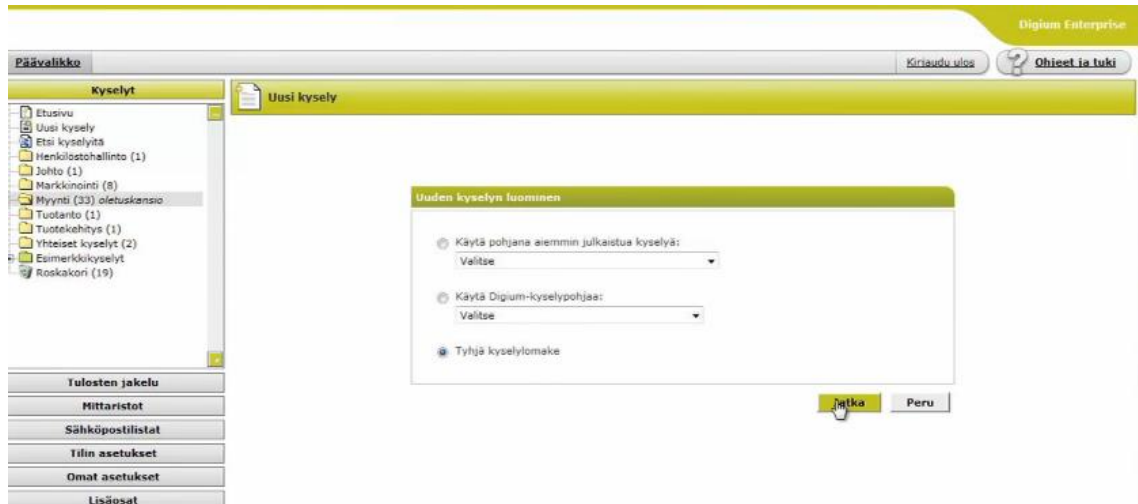 Digium Enterprise
Päävalikko
Kirjaudu ulos
Ohjeet ja tuki
Kyselyt
Uusi kysely
Etusivu
Uusi kysely
Etsi kyselyitä
Henkilöstöhallinto (1)
Johto (1)
Markkinointi (8)
Myynti (33) oletuskansio
Tuotanto (1)
Tuotekehitys (1)
Yhteiset kyselyt (2)
Esimerkkikyselyt
Roskakori (19)
Uuden kyselyn luominen
Käytä pohjana aiemmin julkaistua kyselyä:
Valitse
Käytä Digium-kyselypohjaa:
Valitse
Tyhjä kyselylomake
Jatka
Peru
Tulosten jakelu
Mittaristot
Sähköpostilistat
Tilin asetukset
Omat asetukset
Lisäosat